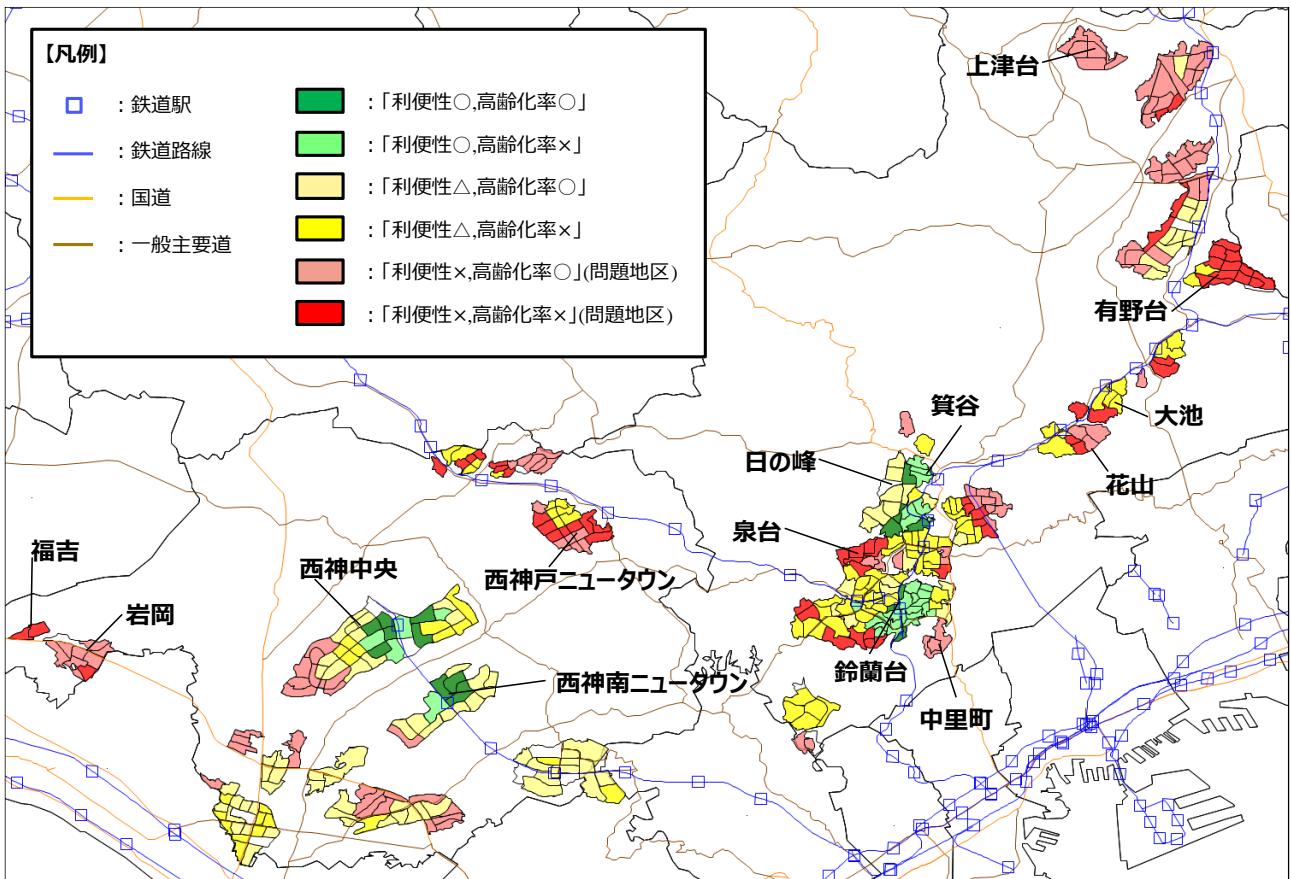 【凡例】
：鉄道駅
：鉄道路線
：国道
：一般主要道
：「利便性○,高齢化率○」
：「利便性○,高齢化率×」
：「利便性△,高齢化率○」
：「利便性△,高齢化率×」
：「利便性×,高齢化率○」(問題地区)
：「利便性×,高齢化率×」(問題地区)
上津台
有野台
大池
箕谷
日の峰
花山
泉台
福吉
西神中央
西神戸ニュータウン
岩岡
鈴蘭台
西神南ニュータウン
中里町